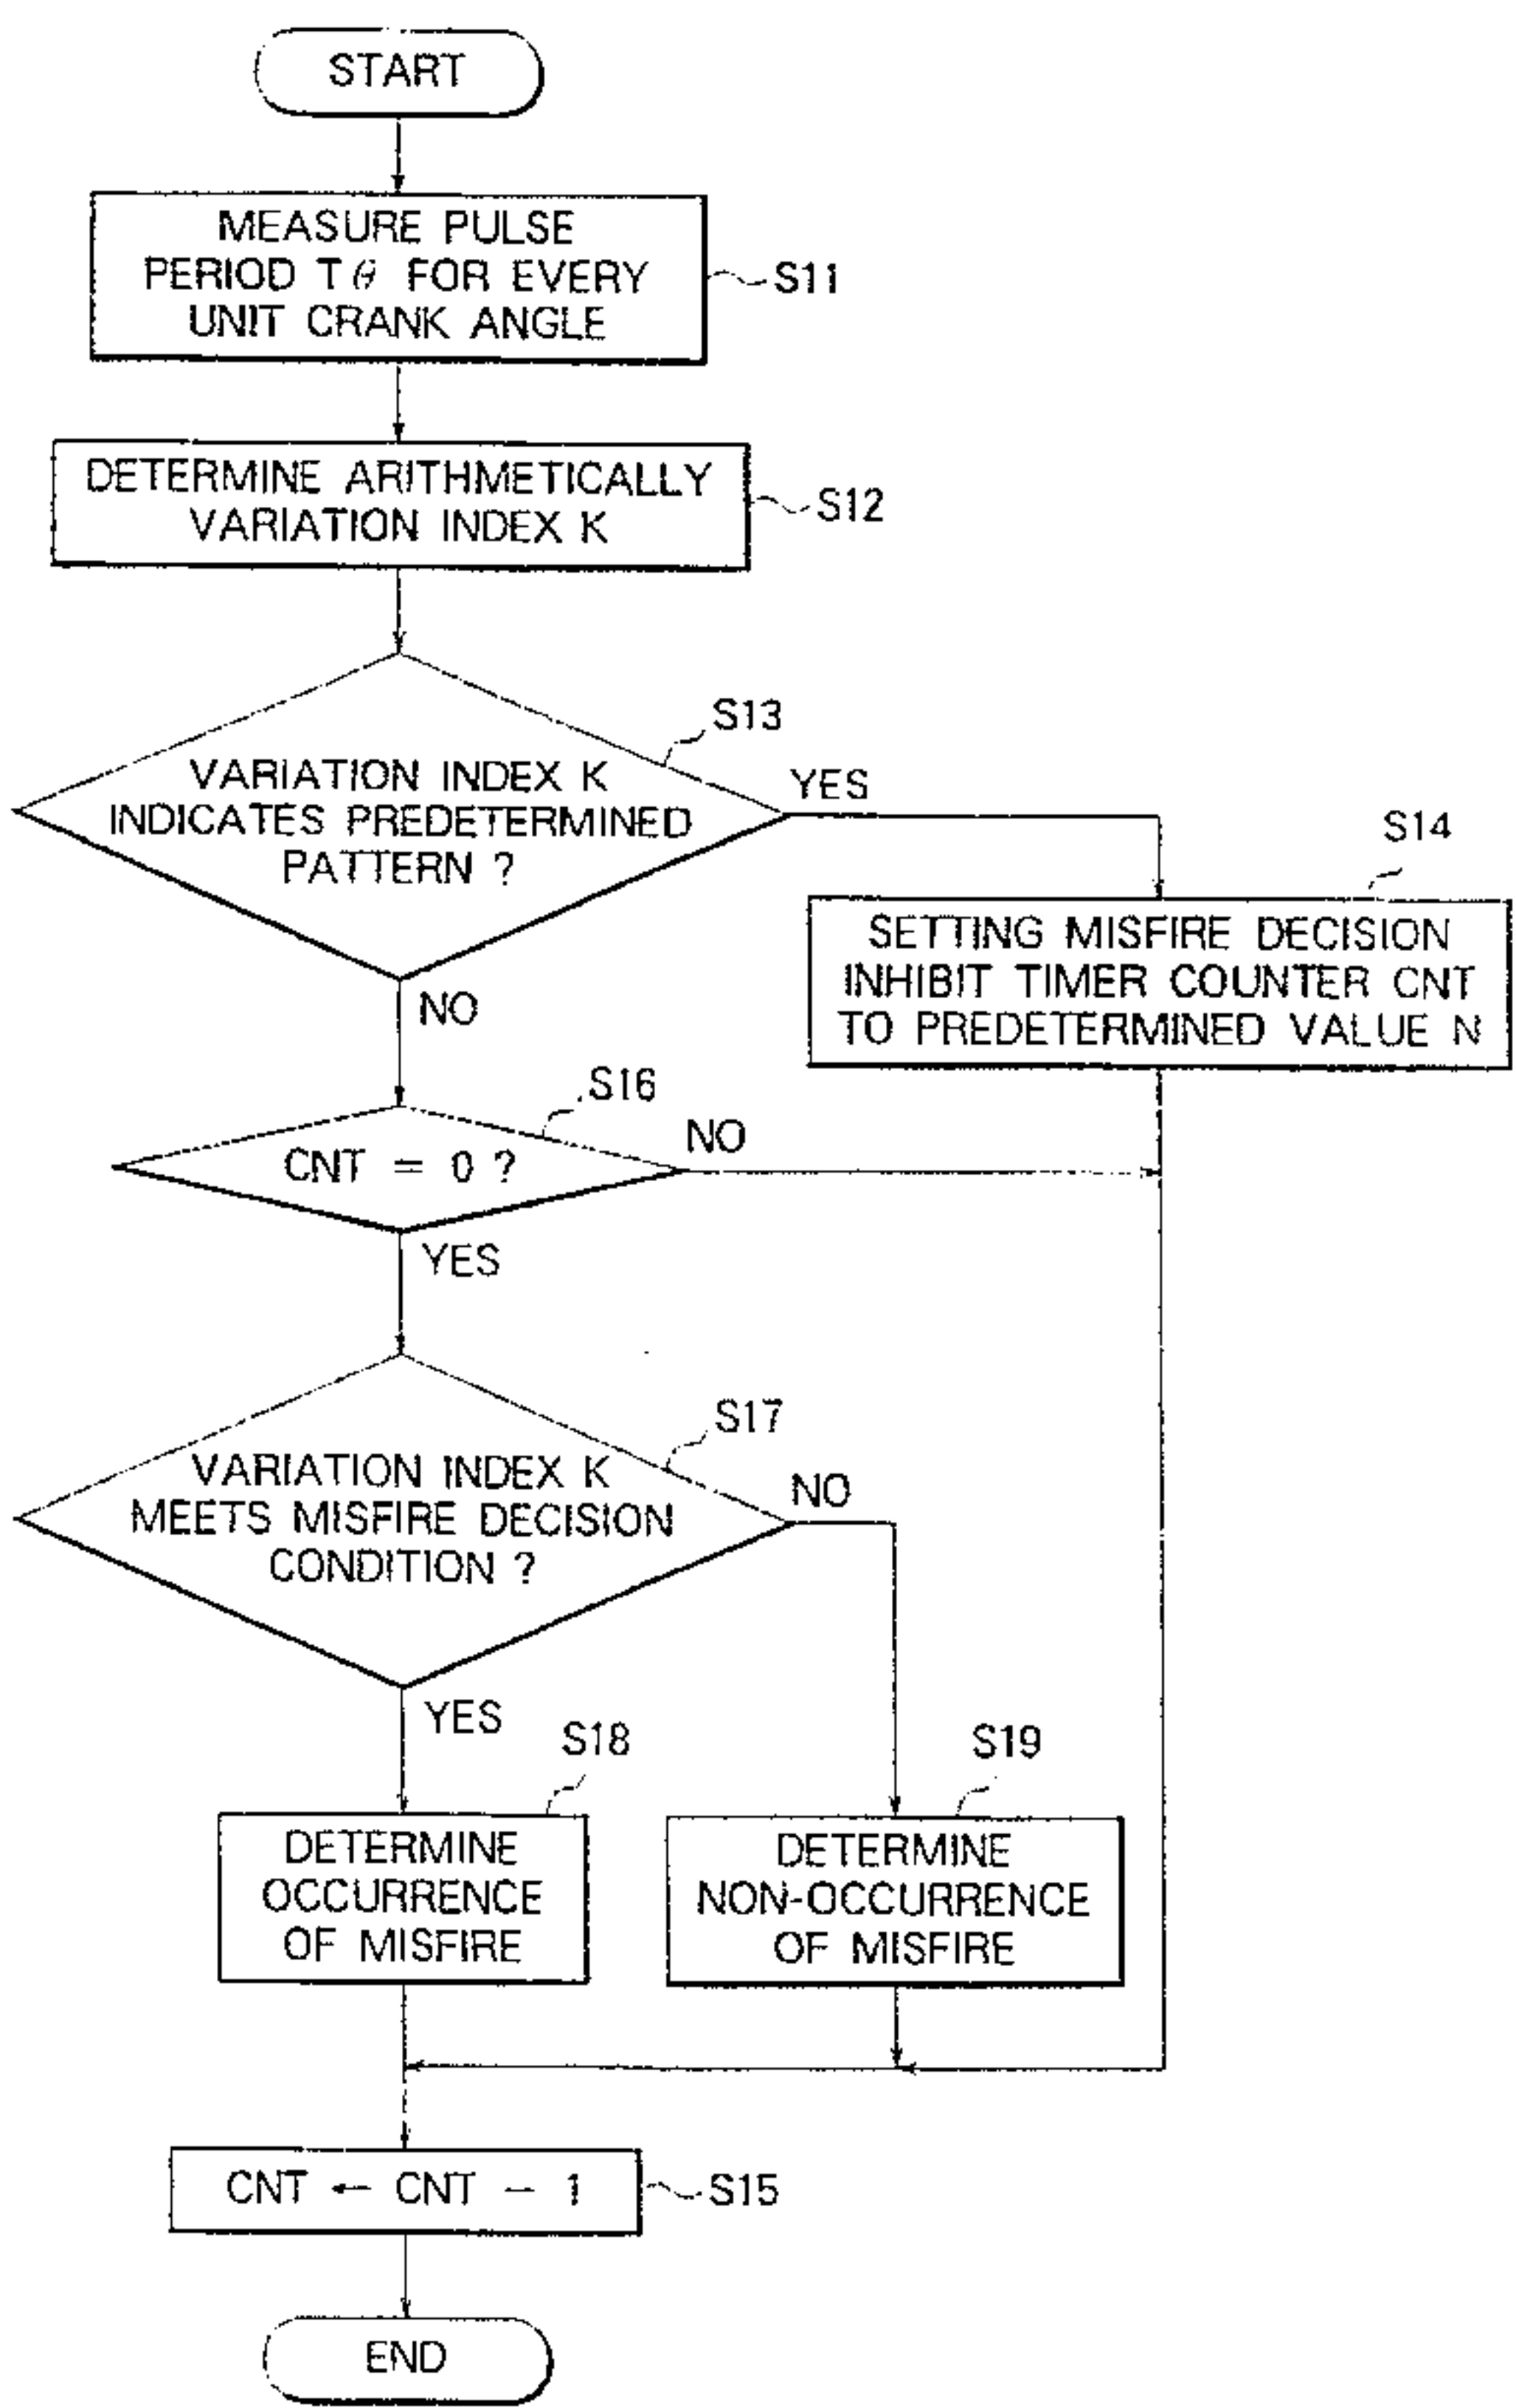 START
MEASURE PULSE
PERIOD Tθ FOR EVERY
UNIT CRANK ANGLE
S11
DETERMINE ARITHMETICALLY
VARIATION INDEX K
S12
S13
VARIATION INDEX K
INDICATES PREDETERMINED
PATTERN ?
YES
NO
S14
SETTING MISFIRE DECISION
INHIBIT TIMER COUNTER CNT
TO PREDETERMINED VALUE N
S16
CNT = 0 ?
NO
YES
S17
VARIATION INDEX K
MEETS MISFIRE DECISION
CONDITION ?
NO
YES
S18
DETERMINE
OCCURRENCE
OF MISFIRE
S19
DETERMINE
NON-OCCURRENCE
OF MISFIRE
CNT ← CNT - 1
S15
END